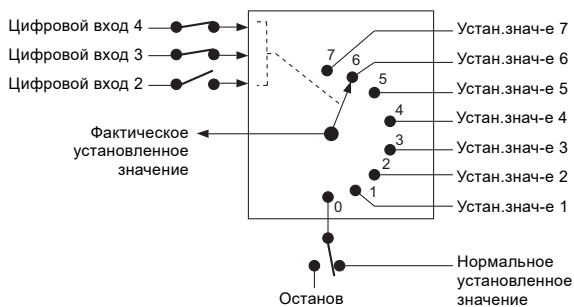 Цифровой вход 4
Цифровой вход 3
Цифровой вход 2
Фактическое
установленное
значение
7
6
5
4
3
2
1
0
Устан.знач-е 7
Устан.знач-е 6
Устан.знач-е 5
Устан.знач-е 4
Устан.знач-е 3
Устан.знач-е 2
Устан.знач-е 1
Останов
Нормальное
установленное
значение